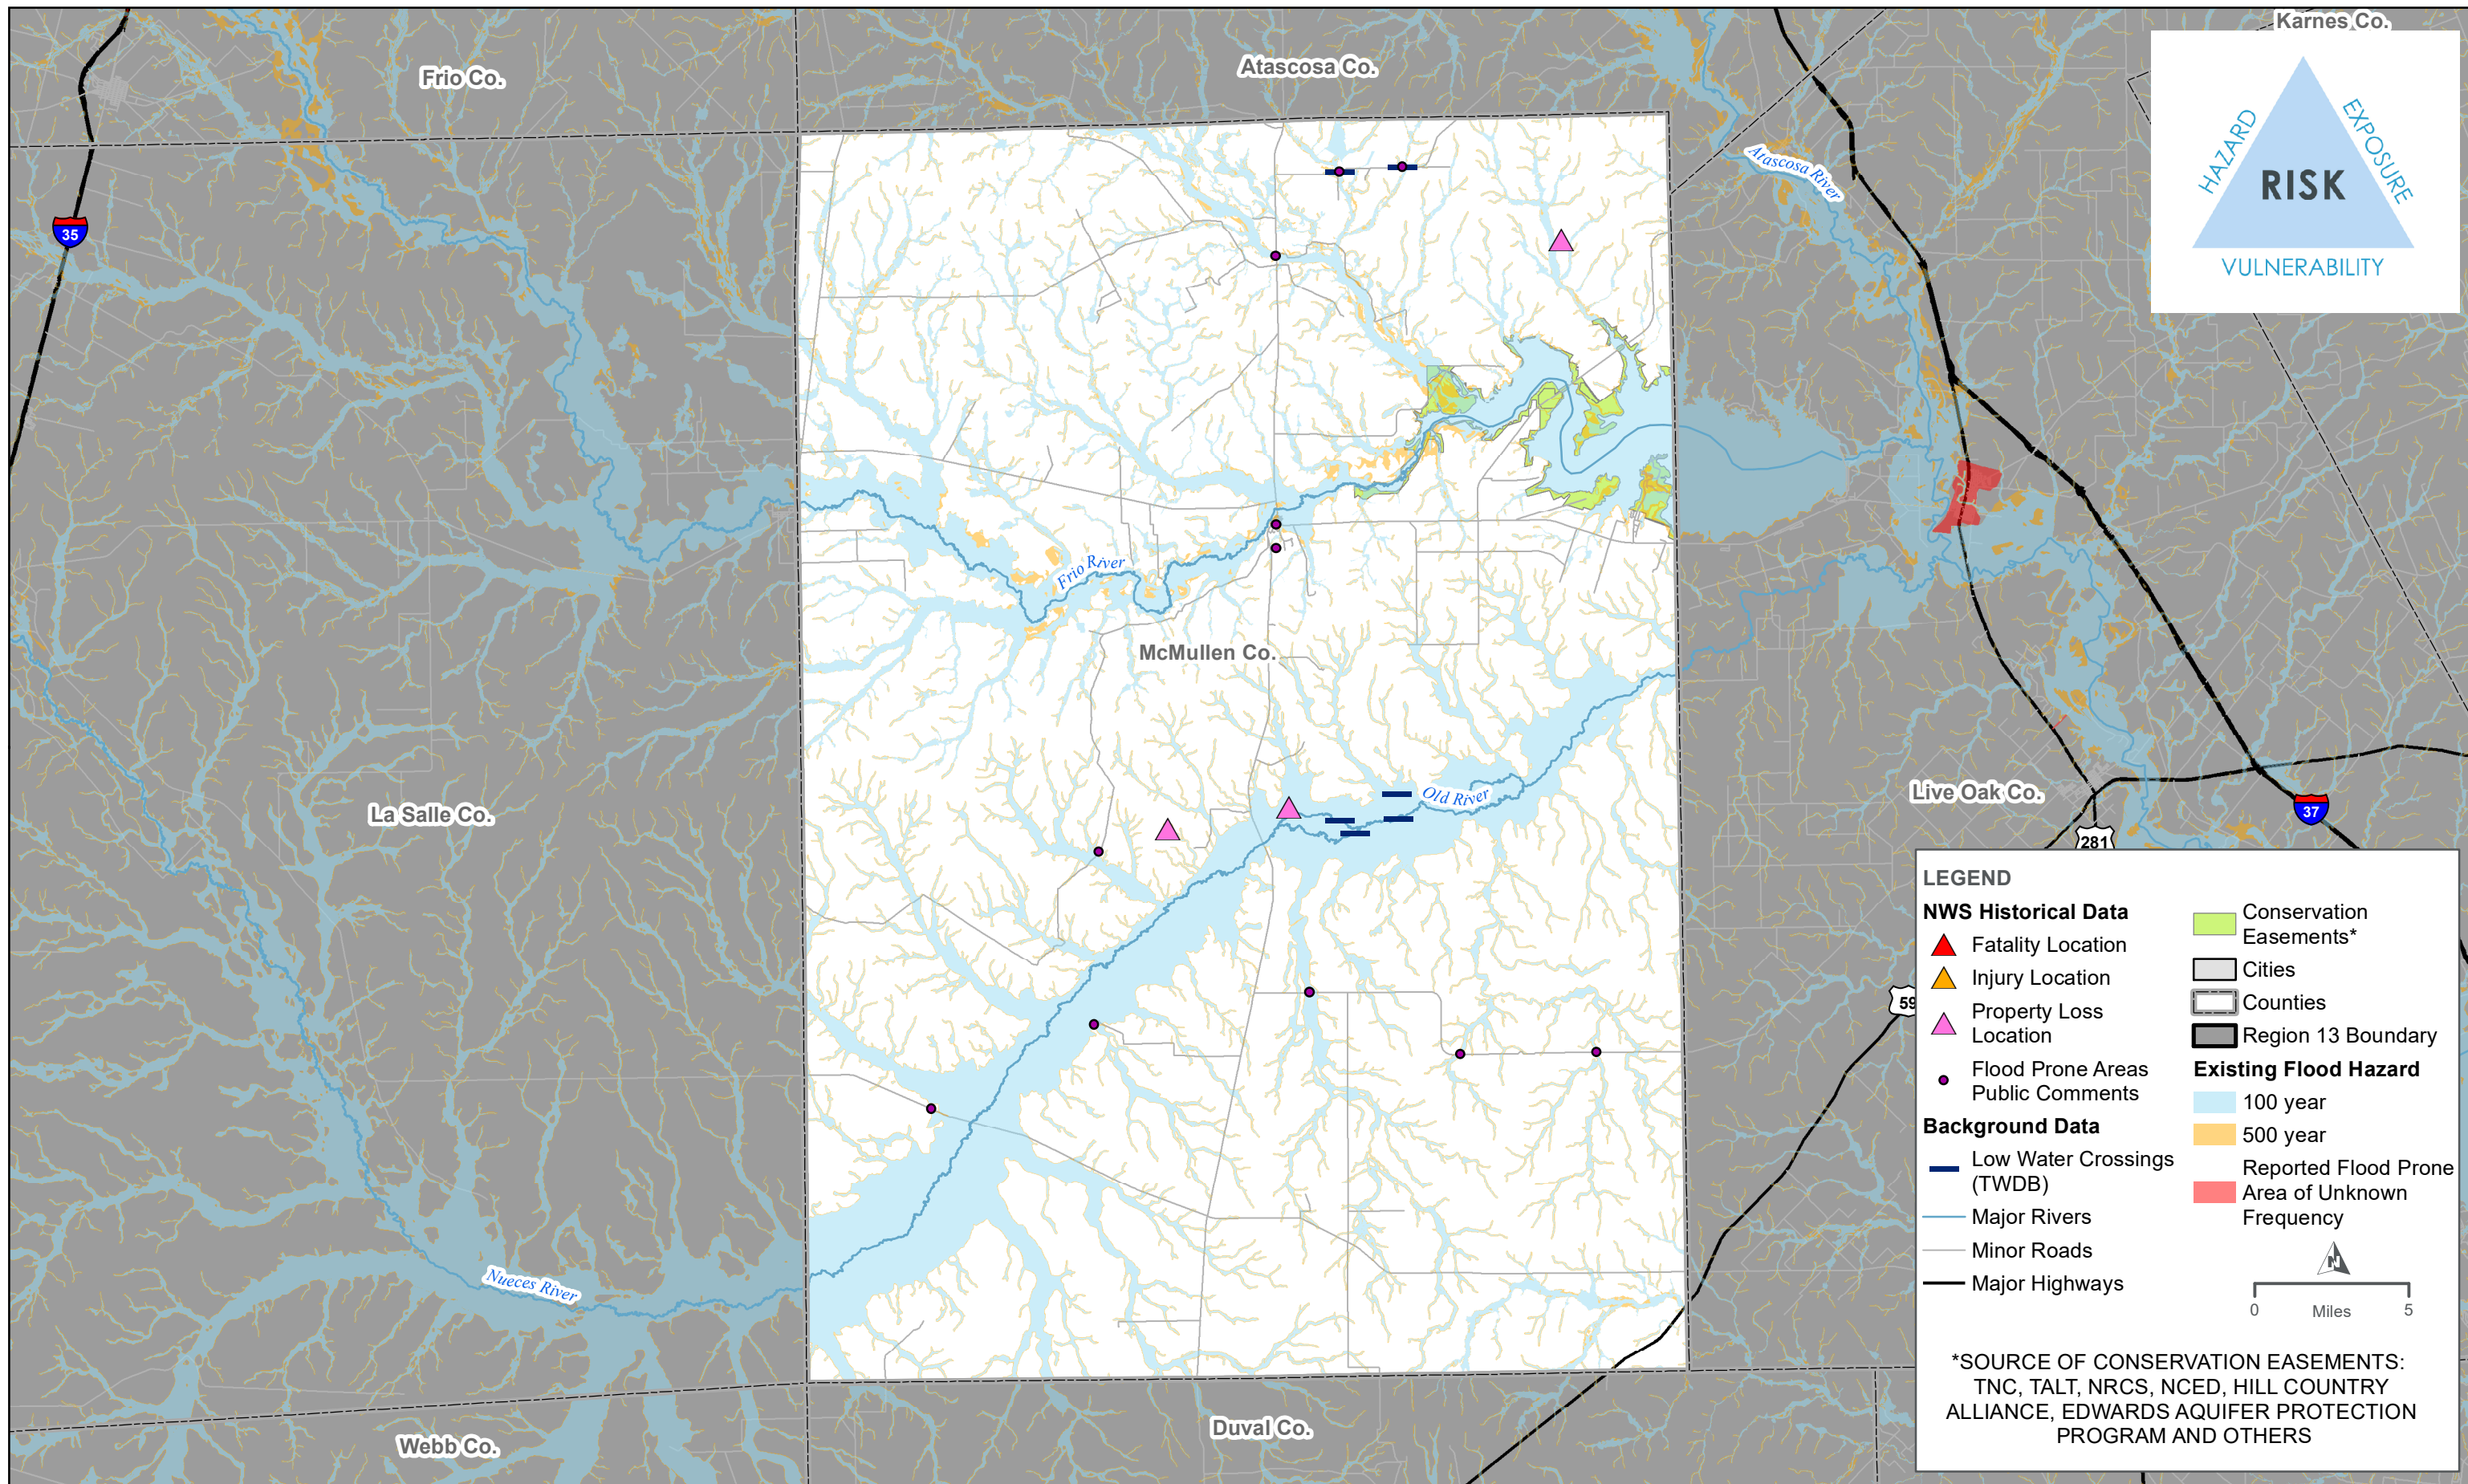 Karnes Co.
Frio Co.
Atascosa Co.
HAZARD
EXPOSURE
RISK
VULNERABILITY
Atascosa River
35
Frio River
McMullen Co.
Old River
La Salle Co.
Live Oak Co.
37
281
59
Nueces River
Webb Co.
Duval Co.
LEGEND
NWS Historical Data
Fatality Location
Injury Location
Property Loss
Location
Flood Prone Areas
Public Comments
Background Data
Low Water Crossings
(TWDB)
Major Rivers
Minor Roads
Major Highways
Conservation
Easements*
Cities
Counties
Region 13 Boundary
Existing Flood Hazard
100 year
500 year
Reported Flood Prone
Area of Unknown
Frequency
N
0 5
Miles
*SOURCE OF CONSERVATION EASEMENTS:
TNC, TALT, NRCS, NCED, HILL COUNTRY
ALLIANCE, EDWARDS AQUIFER PROTECTION
PROGRAM AND OTHERS